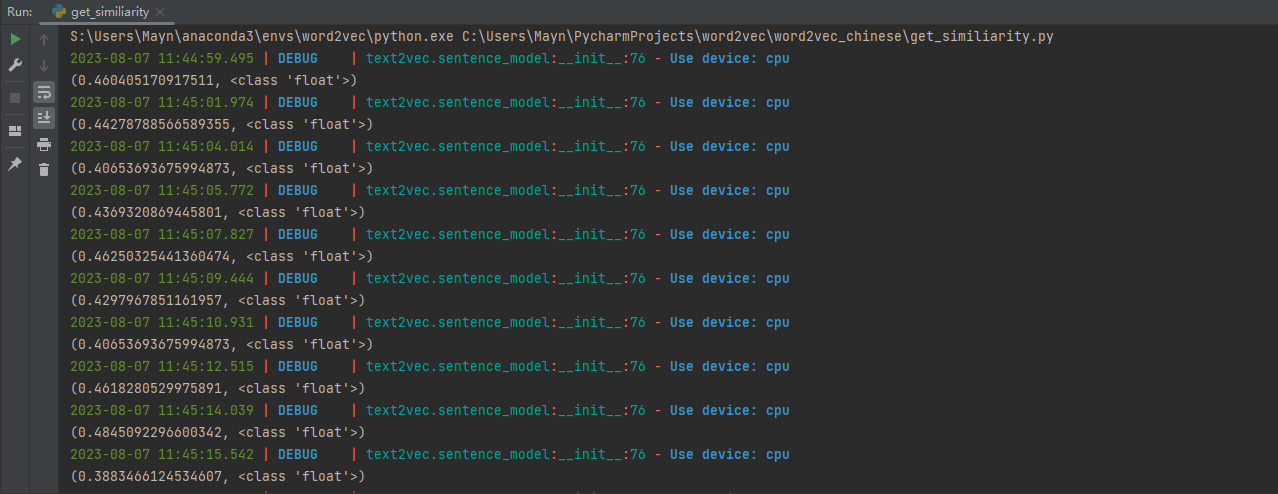 Run: get_similiarity
S:\Users\Mayn\anaconda3\envs\word2vec\python.exe C:\Users\Mayn\PycharmProjects\word2vec\word2vec_chinese\get_similiarity.py
2023-08-07 11:44:59.495 | DEBUG    | text2vec.sentence_model:__init__:76 - Use device: cpu
(0.460405170917511, <class 'float'>)
2023-08-07 11:45:01.974 | DEBUG    | text2vec.sentence_model:__init__:76 - Use device: cpu
(0.44278788566589355, <class 'float'>)
2023-08-07 11:45:04.014 | DEBUG    | text2vec.sentence_model:__init__:76 - Use device: cpu
(0.40653693675994873, <class 'float'>)
2023-08-07 11:45:05.772 | DEBUG    | text2vec.sentence_model:__init__:76 - Use device: cpu
(0.4369320869445801, <class 'float'>)
2023-08-07 11:45:07.827 | DEBUG    | text2vec.sentence_model:__init__:76 - Use device: cpu
(0.46250325441360474, <class 'float'>)
2023-08-07 11:45:09.444 | DEBUG    | text2vec.sentence_model:__init__:76 - Use device: cpu
(0.4297967851161957, <class 'float'>)
2023-08-07 11:45:10.931 | DEBUG    | text2vec.sentence_model:__init__:76 - Use device: cpu
(0.40653693675994873, <class 'float'>)
2023-08-07 11:45:12.515 | DEBUG    | text2vec.sentence_model:__init__:76 - Use device: cpu
(0.4618280529975891, <class 'float'>)
2023-08-07 11:45:14.039 | DEBUG    | text2vec.sentence_model:__init__:76 - Use device: cpu
(0.4845092296600342, <class 'float'>)
2023-08-07 11:45:15.542 | DEBUG    | text2vec.sentence_model:__init__:76 - Use device: cpu
(0.3883466124534607, <class 'float'>)